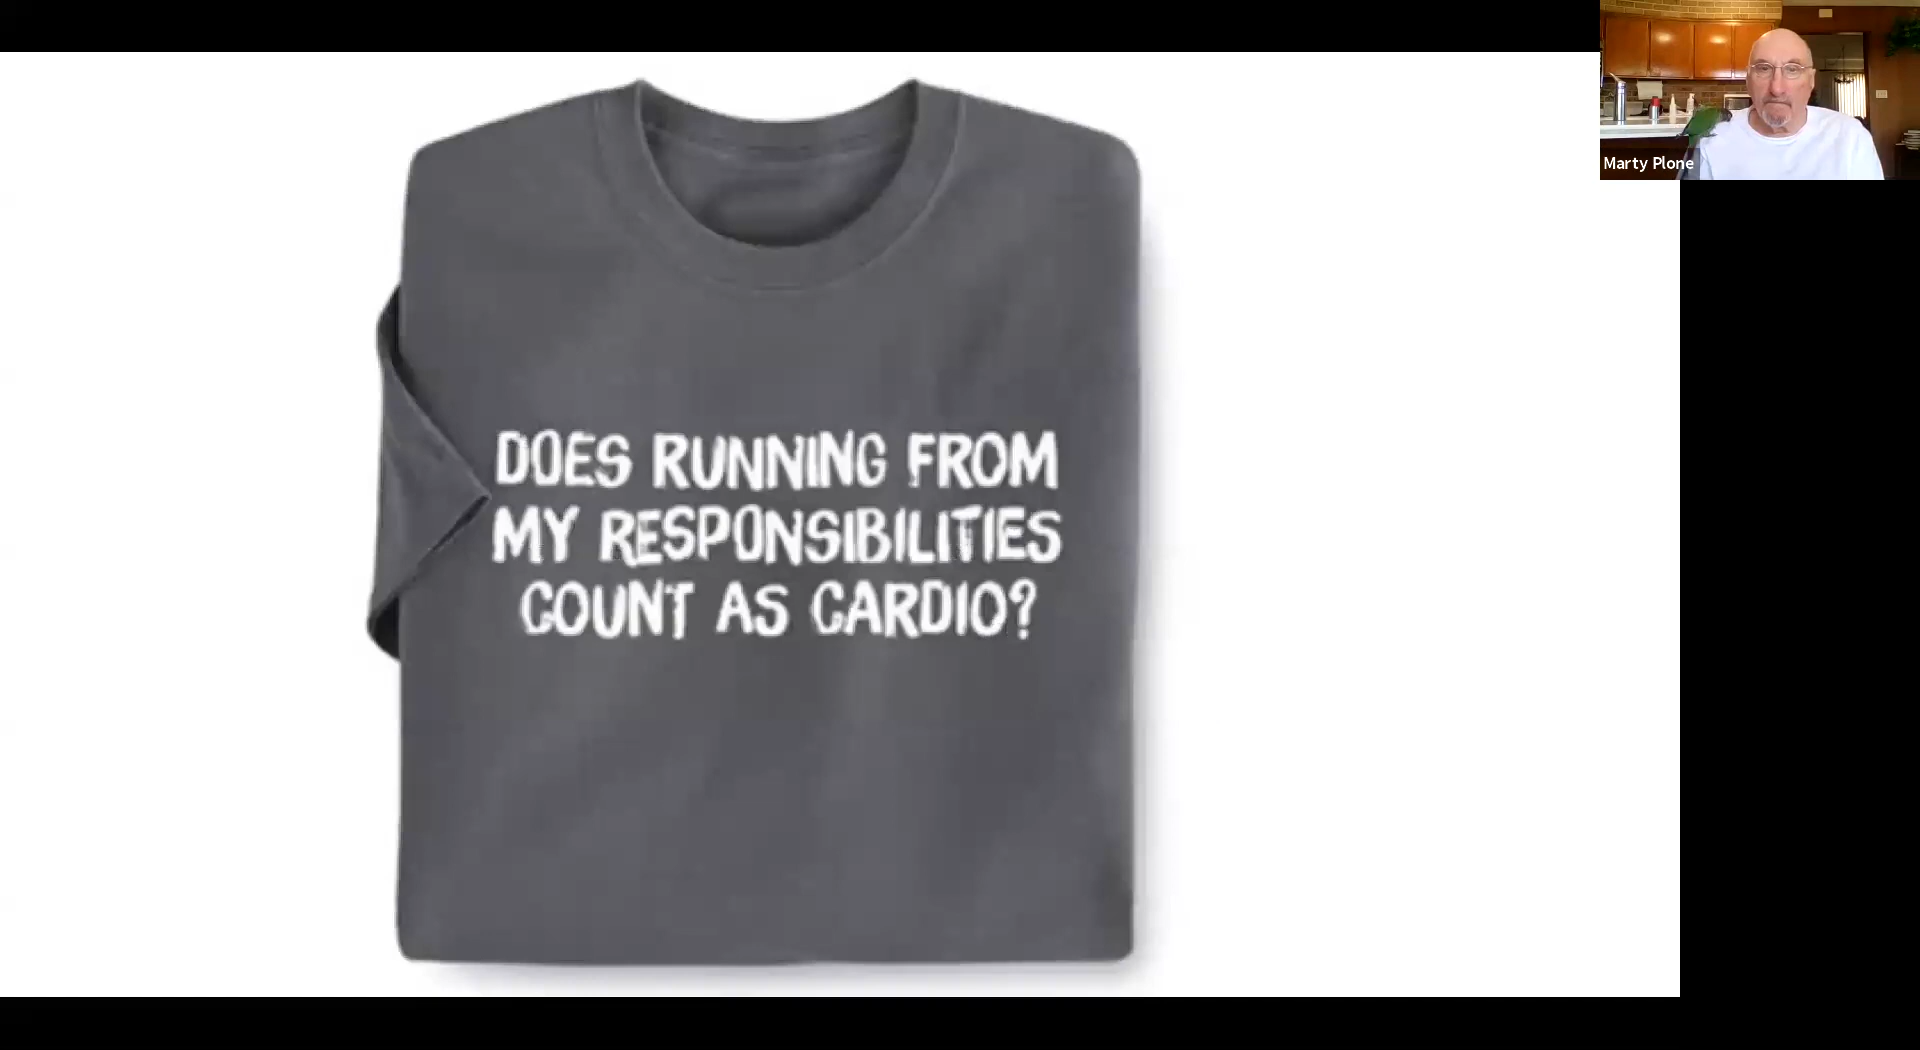 DOES RUNNING FROM
MY RESPONSIBILITIES
COUNT AS CARDIO?
Marty Plone